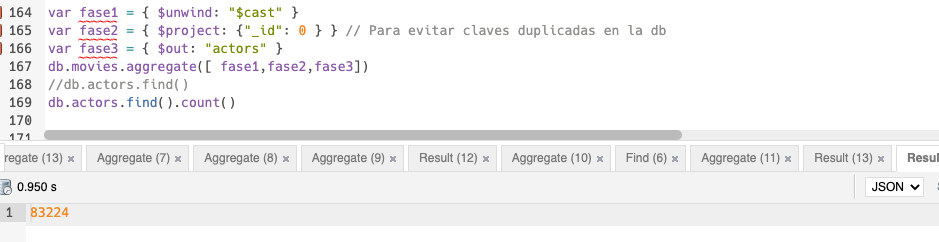 164 var fase1 = { $unwind: "$cast" }
165 var fase2 = { $project: {"_id": 0 } } // Para evitar claves duplicadas en la db
166 var fase3 = { $out: "actors" }
167 db.movies.aggregate([ fase1,fase2,fase3])
168 //db.actors.find()
169 db.actors.find().count()
170
171
regate (13) × Aggregate (7) × Aggregate (8) × Aggregate (9) × Result (12) × Aggregate (10) × Find (6) × Aggregate (11) × Result (13) × Resul
0.950 s JSON
1 83224